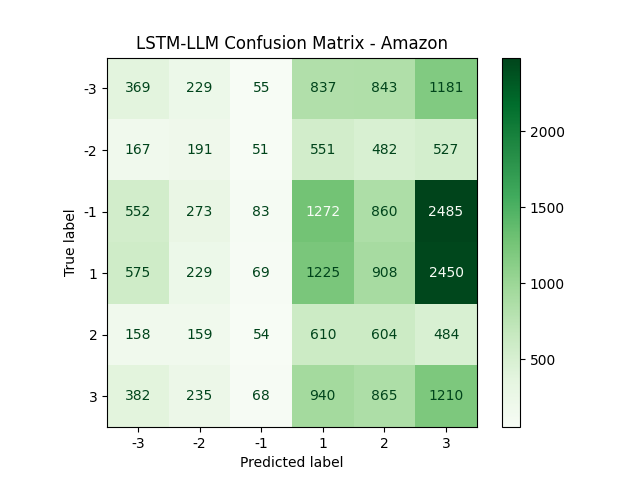 LSTM-LLM Confusion Matrix - Amazon
-3 369 229 55 837 843 1181
-2 167 191 51 551 482 527
-1 552 273 83 1272 860 2485
1 575 229 69 1225 908 2450
2 158 159 54 610 604 484
3 382 235 68 940 865 1210
-3 -2 -1 1 2 3
Predicted label
True label
2000
1500
1000
500